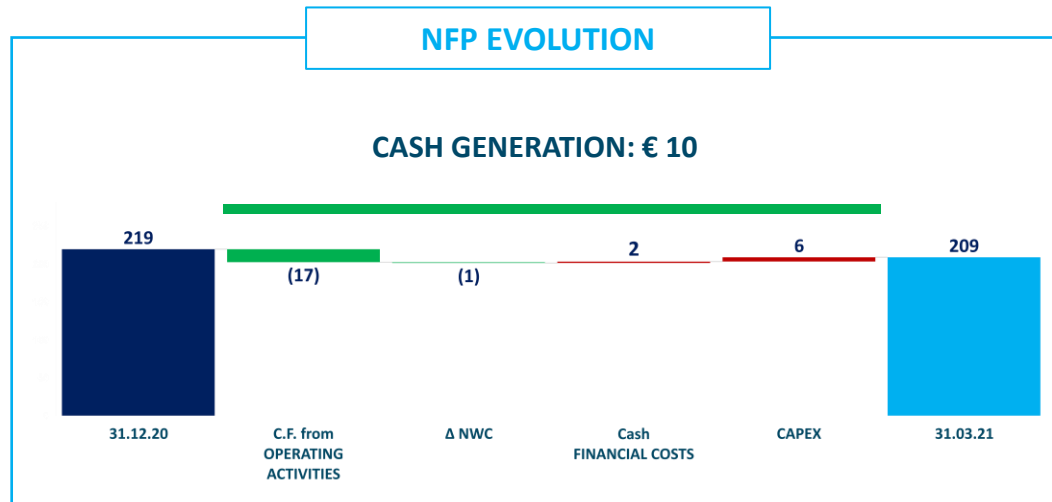 NFP EVOLUTION
CASH GENERATION: € 10
219
(17)
(1)
2
6
209
31.12.20
C.F. from
OPERATING
ACTIVITIES
Δ NWC
Cash
FINANCIAL COSTS
CAPEX
31.03.21